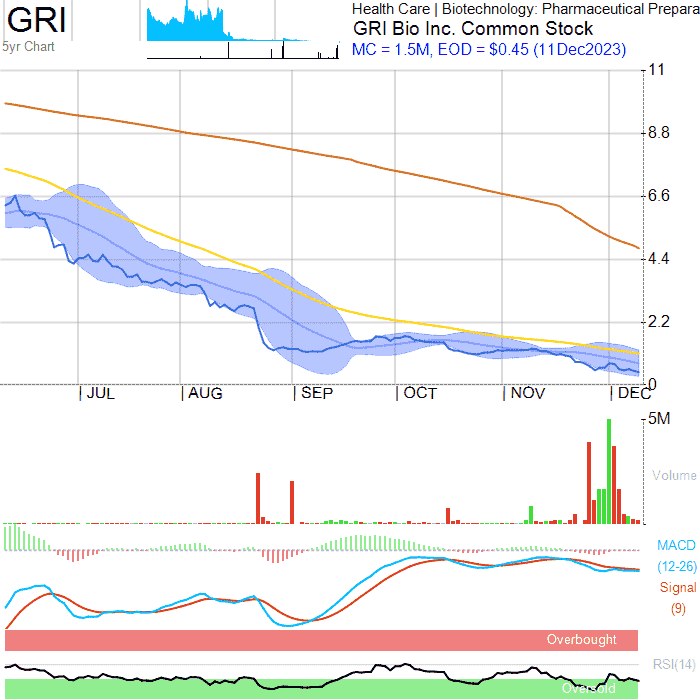 GRI
5yr Chart
Health Care | Biotechnology: Pharmaceutical Prepara
GRI Bio Inc. Common Stock
MC = 1.5M, EOD = $0.45 (11Dec2023)
11
8.8
6.6
4.4
2.2
0
JUL AUG SEP OCT NOV DEC
5M
Volume
MACD
(12-26)
Signal
(9)
Overbought
RSI(14)
Oversold